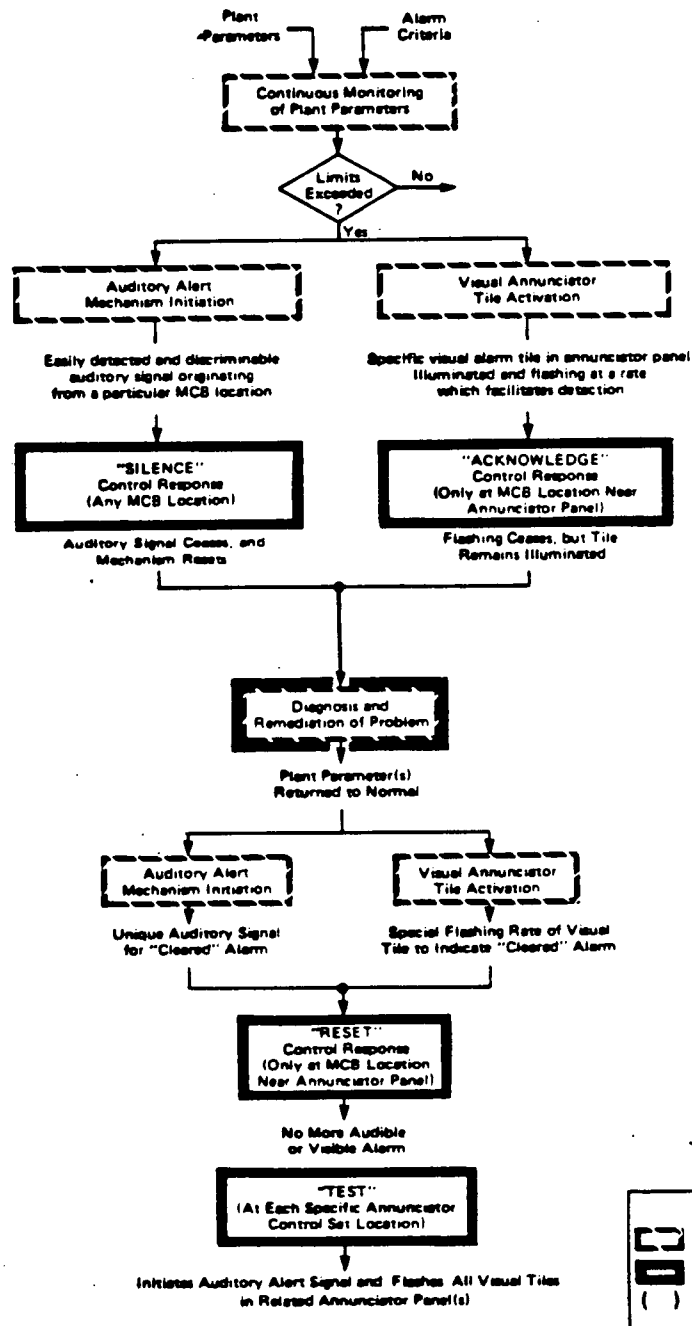 Plant
Parameters
Alarm
Criteria
Continuous Monitoring
of Plant Parameters
Limits
Exceeded
?
No
Yes
Auditory Alert
Mechanism Initiation
Visual Annunciator
Tile Activation
Easily detected and discriminable
auditory signal originating
from a particular MCB location
Specific visual alarm tile in annunciator panel
Illuminated and flashing at a rate
which facilitates detection
"SILENCE"
Control Response
(Any MCB Location)
"ACKNOWLEDGE"
Control Response
(Only at MCB Location Near
Annunciator Panel)
Auditory Signal Ceases, and
Mechanism Resets
Flashing Ceases, but Tile
Remains Illuminated
Diagnosis and
Remediation of Problem
Plant Parameter(s)
Returned to Normal
Auditory Alert
Mechanism Initiation
Visual Annunciator
Tile Activation
Unique Auditory Signal
for "Cleared" Alarm
Special Flashing Rate of Visual
Tile to Indicate "Cleared" Alarm
"RESET"
Control Response
(Only at MCB Location
Near Annunciator Panel)
No More Audible
or Visible Alarm
"TEST"
(At Each Specific Annunciator
Control Set Location)
( )
Initiates Auditory Alert Signal and Flashes All Visual Tiles
in Related Annunciator Panel(s)